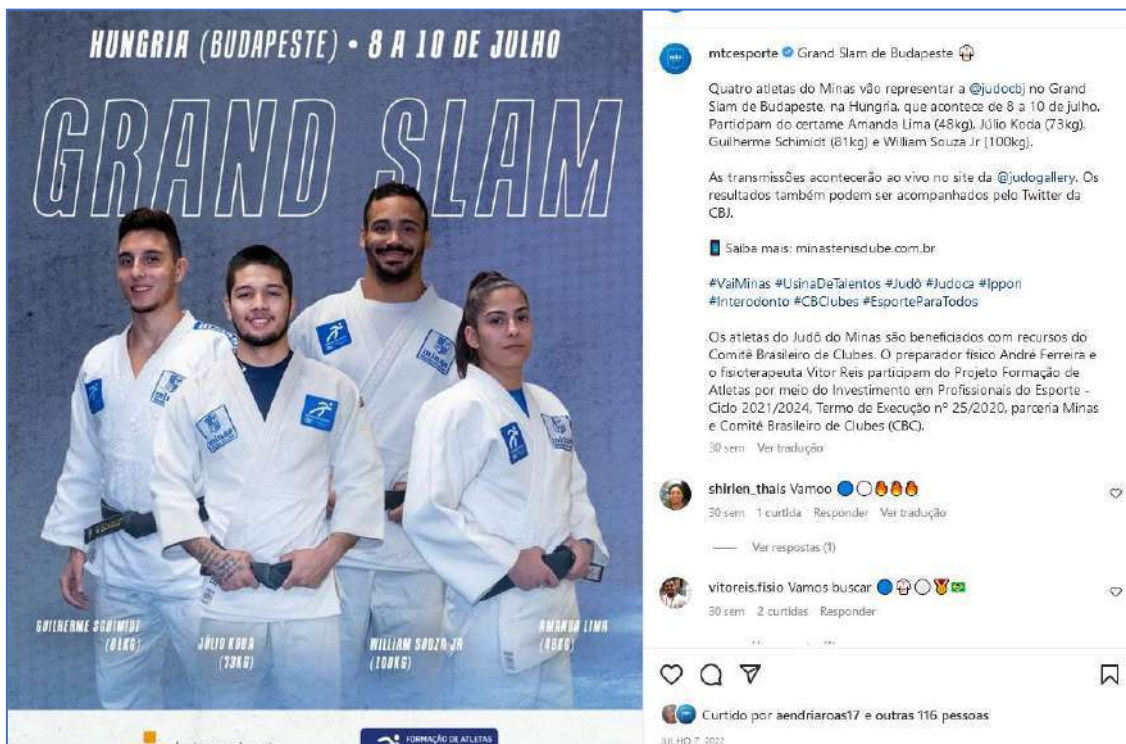 HUNGRIA (BUDAPESTE) • 8 A 10 DE JULHO
GRAND SLAM
GUILHERME SCHIMIDT
(81KG)
JÚLIO KODA
(73KG)
WILLIAM SOUZA JR
(100KG)
AMANDA LIMA
(48KG)
minas
FORMAÇÃO DE ATLETAS
mtcesporte Grand Slam de Budapeste 🥋
Quatro atletas do Minas vão representar a @judocbj no Grand
Slam de Budapeste, na Hungria, que acontece de 8 a 10 de julho.
Participam do certame Amanda Lima (48kg), Júlio Koda (73kg),
Guilherme Schimidt (81kg) e William Souza Jr (100kg).
As transmissões acontecerão ao vivo no site da @judogallery. Os
resultados também podem ser acompanhados pelo Twitter da
CBJ.
📱 Saiba mais: minastenisclube.com.br
#VaiMinas #UsinaDeTalentos #Judô #Judoca #Ippon
#Interodonto #CBClubes #EsporteParaTodos
Os atletas do Judô do Minas são beneficiados com recursos do
Comitê Brasileiro de Clubes. O preparador físico André Ferreira e
o fisioterapeuta Vitor Reis participam do Projeto Formação de
Atletas por meio do Investimento em Profissionais do Esporte -
Ciclo 2021/2024, Termo de Execução nº 25/2020, parceria Minas
e Comitê Brasileiro de Clubes (CBC).
30 sem Ver tradução
shirlen_thais Vamoo 🔵⚪🔥🔥🔥
30 sem 1 curtida Responder Ver tradução
Ver respostas (1)
vitoreis.fisio Vamos buscar 🔵🥋⚪🏅🇧🇷
30 sem 2 curtidas Responder
Curtido por aendriaroas17 e outras 116 pessoas
JULHO 7, 2022